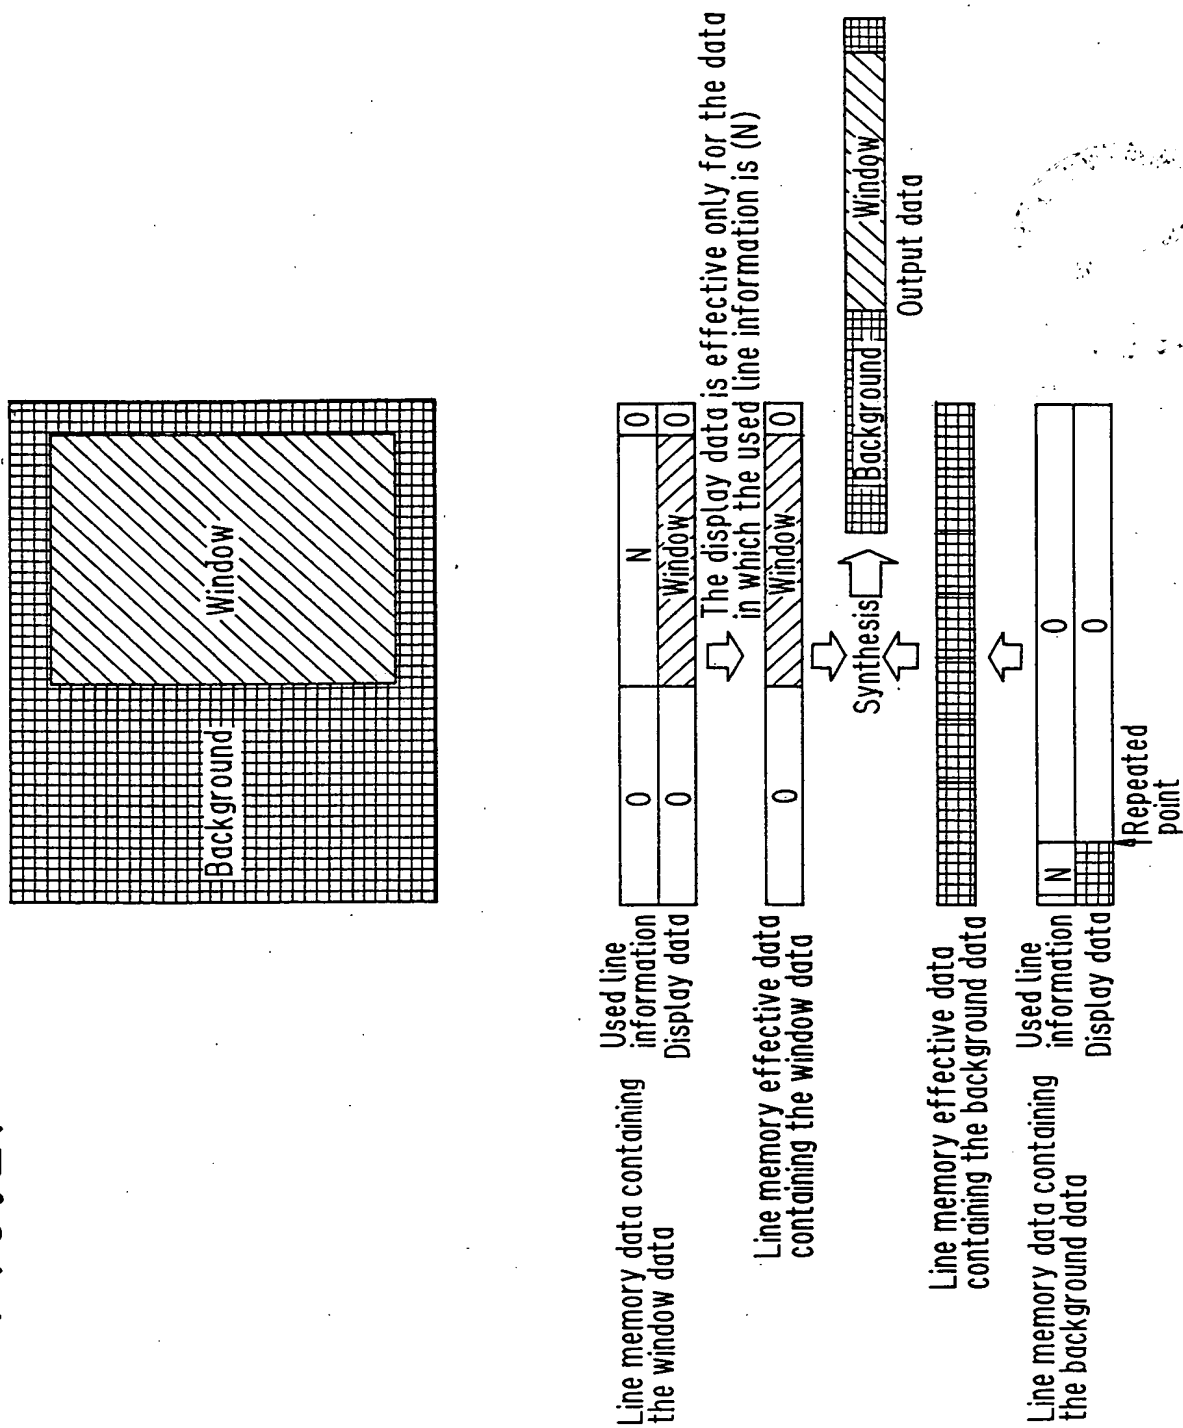 Background
Window
Line memory data containing
the window data
Used line
information
Display data
0
N
0
0
Window
0
The display data is effective only for the data
in which the used line information is (N)
Line memory effective data
containing the window data
0
Window
0
Synthesis
Background
Window
Output data
Line memory effective data
containing the background data
Line memory data containing
the background data
Used line
information
Display data
N
0
0
Repeated
point